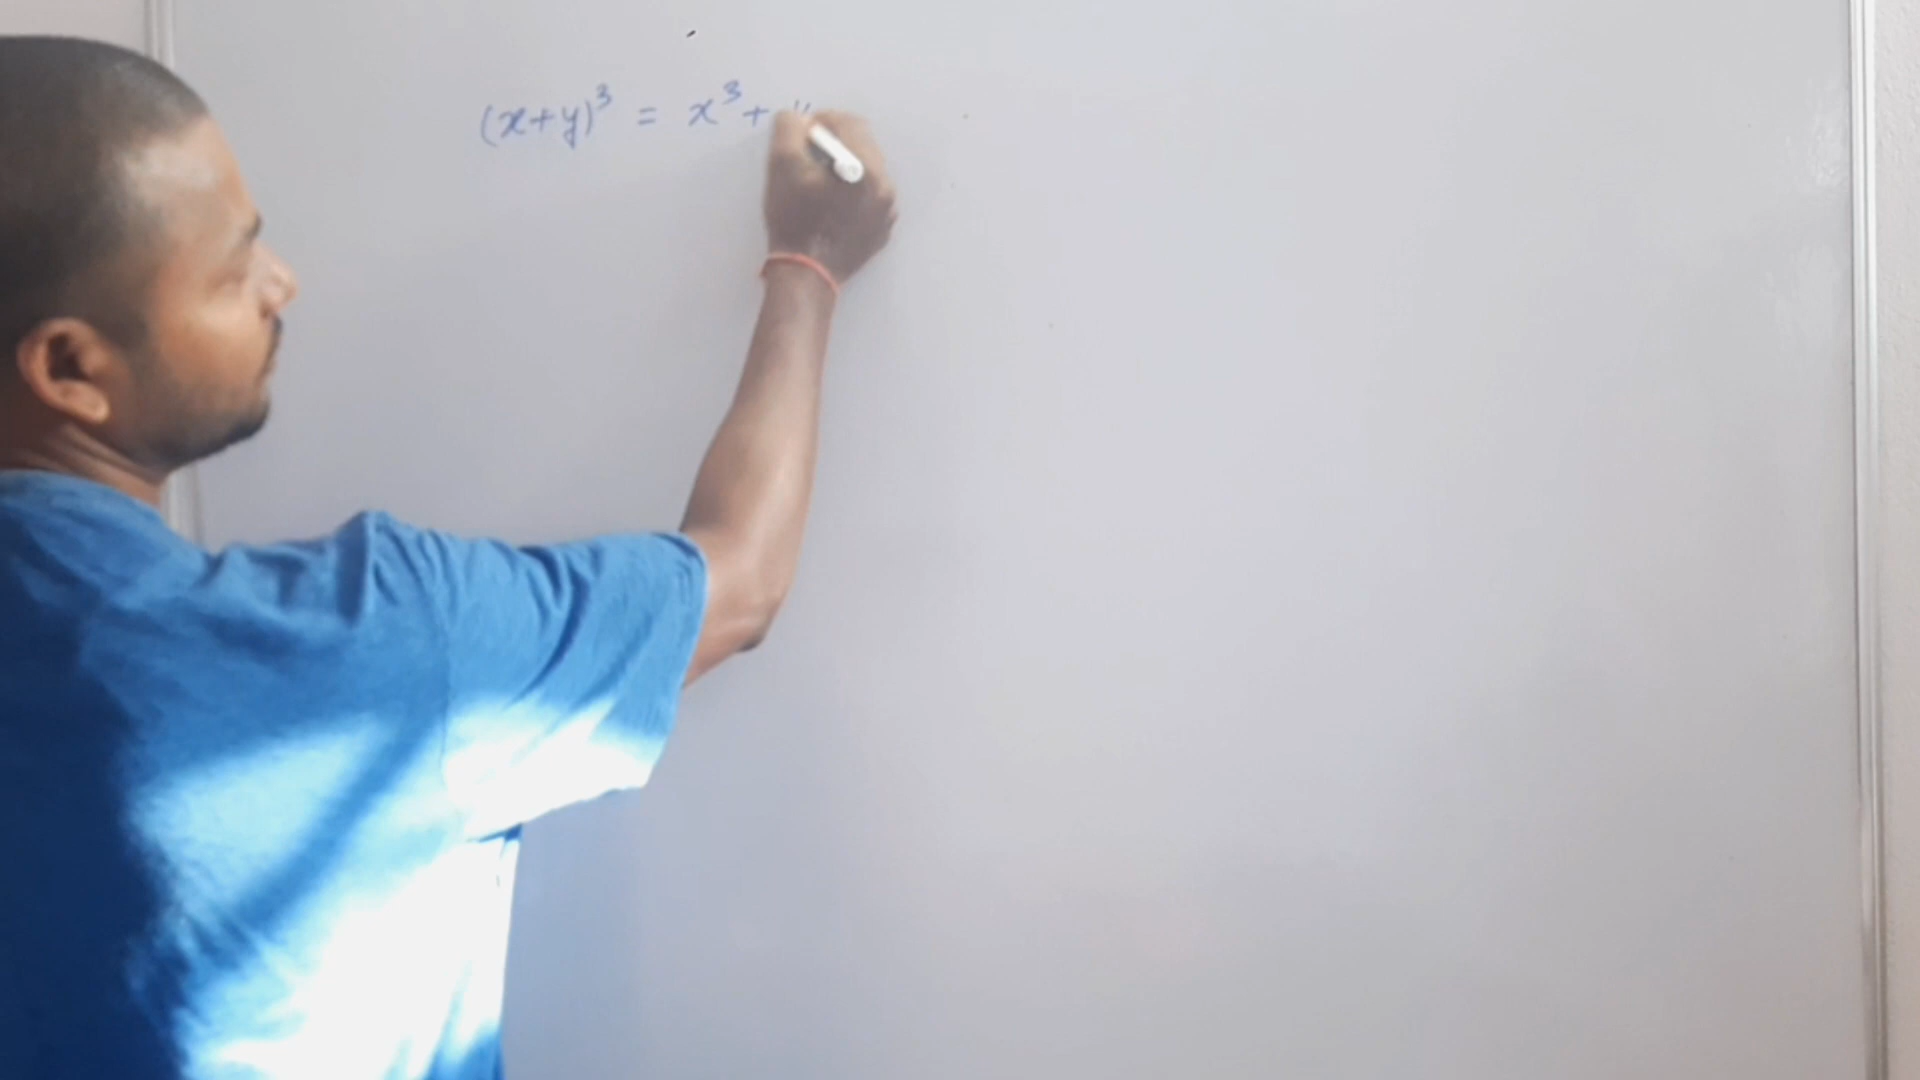 (x+y)³ = x³+